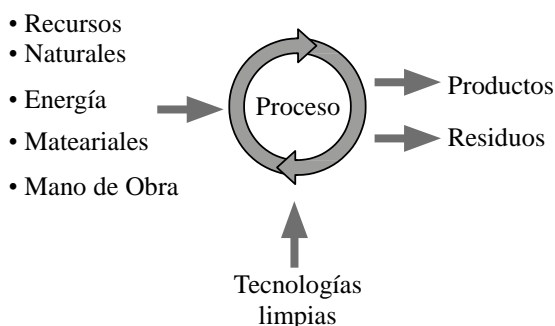 • Recursos
• Naturales
• Energía
• Mateariales
• Mano de Obra
Proceso
Productos
Residuos
Tecnologías
limpias